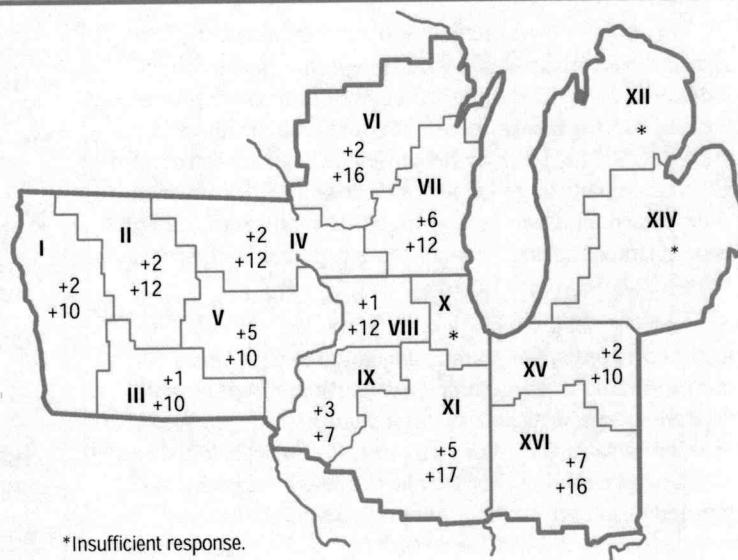 XII
*
VI
+2
+16
VII
+6
+12
XIV
*
I
+2
+10
II
+2
+12
+2
+12
IV
V
+5
+10
III
+1
+10
+1
+12
VIII
X
*
IX
+3
+7
XI
+5
+17
XV
+2
+10
XVI
+7
+16
*Insufficient response.